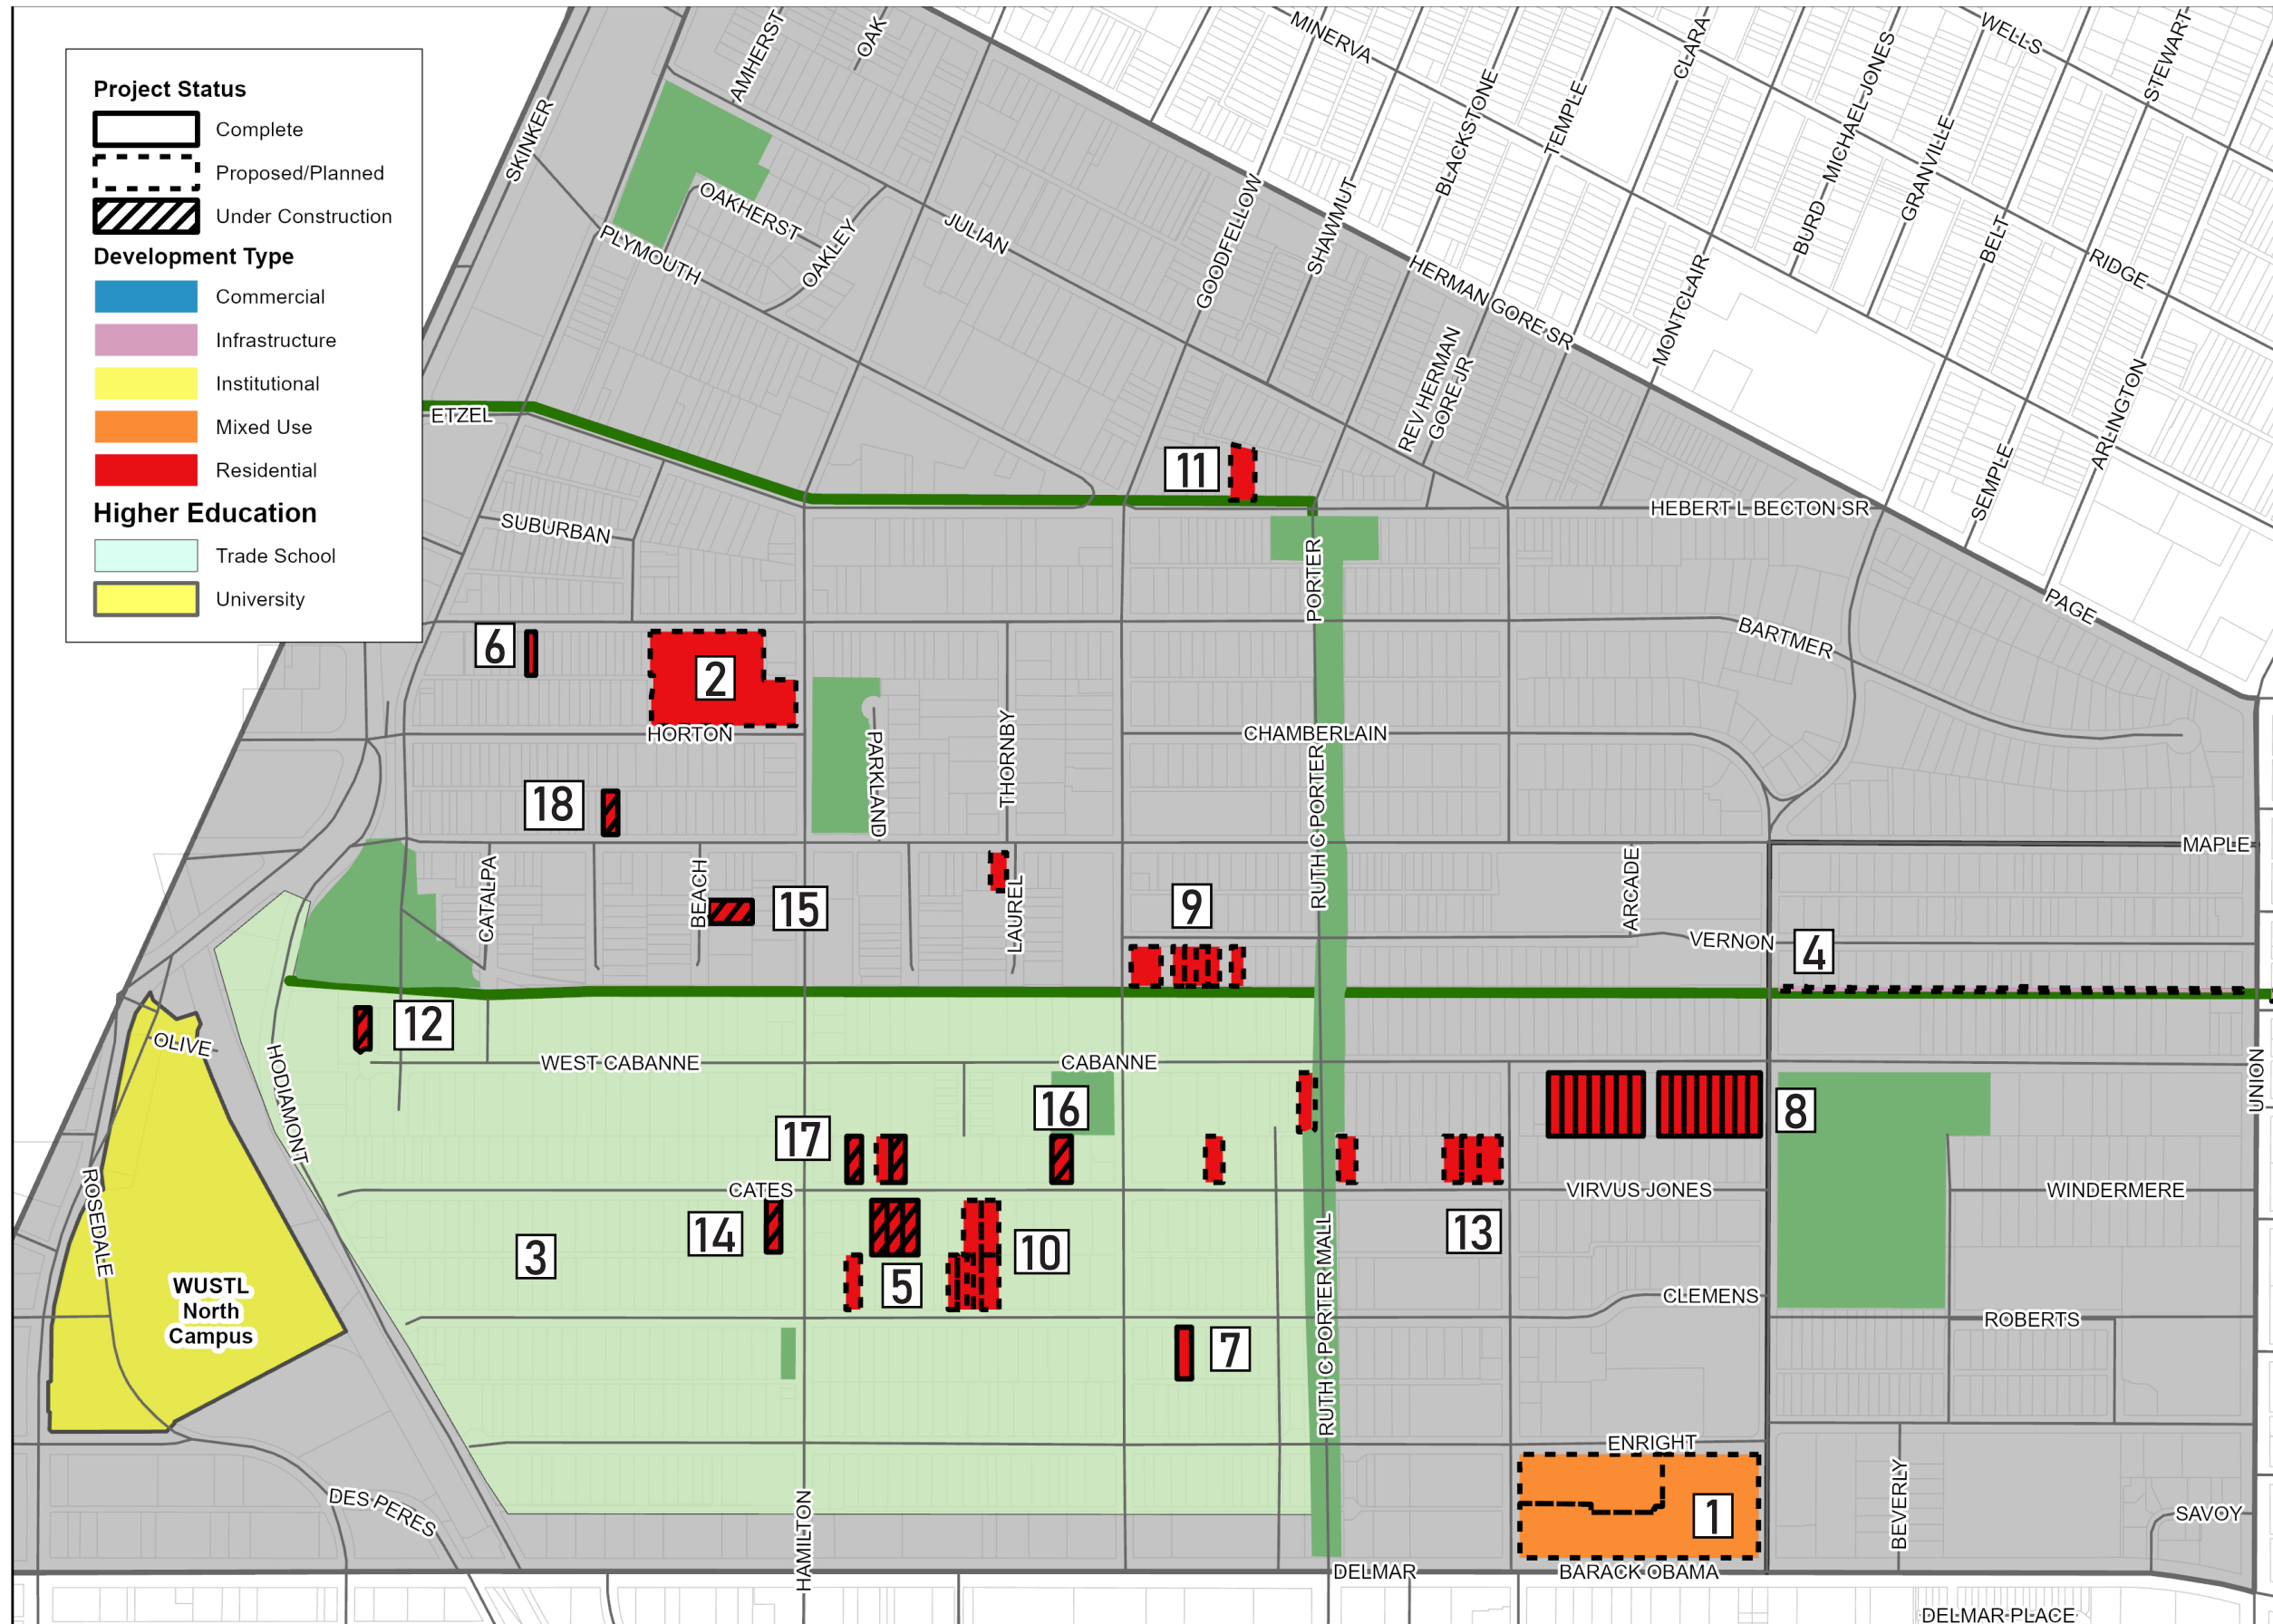 Project Status
Complete
Proposed/Planned
Under Construction
Development Type
Commercial
Infrastructure
Institutional
Mixed Use
Residential
Higher Education
Trade School
University
AMHERST
OAK
MINERVA
CLARA
WELLS
STEWART
SKINKER
BLACKSTONE
TEMPLE
BURD
MICHAEL JONES
GRANVILLE
OAKHERST
PLYMOUTH
OAKLEY
JULIAN
GOODFELLOW
SHAWMUT
HERMAN GORE SR
MONTCLAIR
BELT
RIDGE
REV HERMAN
GORE JR
ARLINGTON
SEMPLE
ETZEL
11
HEBERT L BECTON SR
SUBURBAN
PORTER
PAGE
BARTMER
6
2
HORTON
PARKLAND
THORNBY
CHAMBERLAIN
RUTH C PORTER
18
MAPLE
CATALPA
BEACH
15
LAUREL
9
ARCADE
VERNON
4
12
OLIVE
HODIAMONT
WEST CABANNE
CABANNE
UNION
16
8
17
ROSEDALE
CATES
VIRVUS JONES
WINDERMERE
14
3
10
13
5
RUTH C PORTER MALL
WUSTL
North
Campus
CLEMENS
ROBERTS
7
ENRIGHT
DES PERES
HAMILTON
1
BEVERLY
SAVOY
DELMAR
BARACK OBAMA
DELMAR PLACE